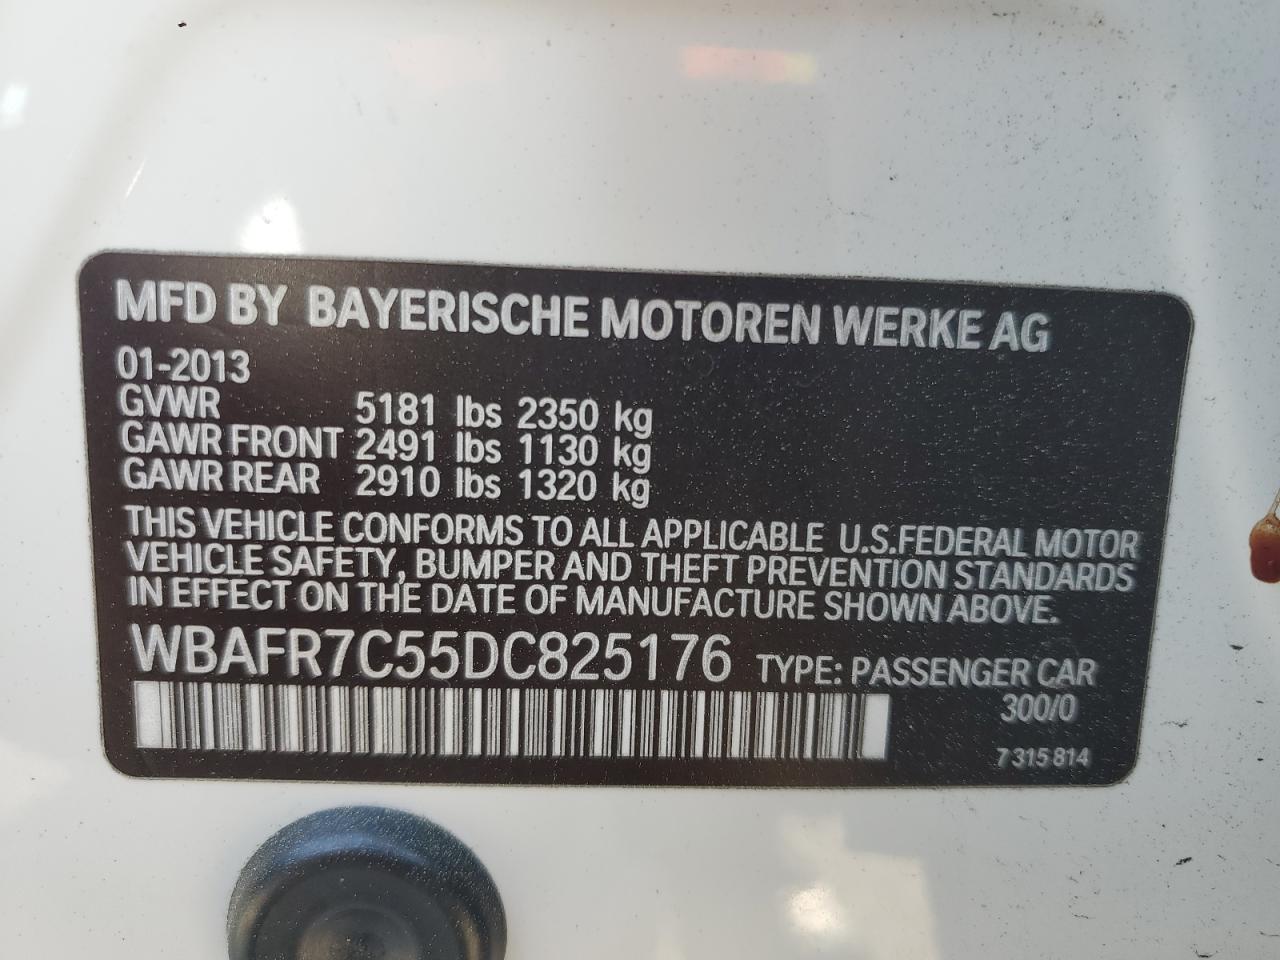 MFD BY BAYERISCHE MOTOREN WERKE AG
01-2013
GVWR 5181 lbs 2350 kg
GAWR FRONT 2491 lbs 1130 kg
GAWR REAR 2910 lbs 1320 kg
THIS VEHICLE CONFORMS TO ALL APPLICABLE U.S.FEDERAL MOTOR
VEHICLE SAFETY, BUMPER AND THEFT PREVENTION STANDARDS
IN EFFECT ON THE DATE OF MANUFACTURE SHOWN ABOVE.
WBAFR7C55DC825176 TYPE: PASSENGER CAR
300/0
7 315 814